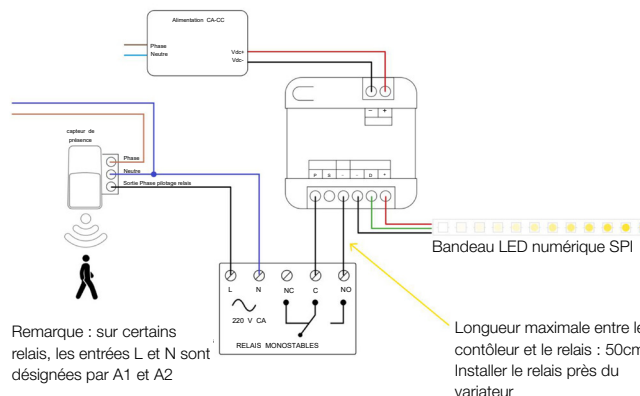 Alimentation CA-CC
Phase
Neutre
Vdc+
Vdc-
- +
capteur de
présence
Phase
Neutre
Sortie Phase pilotage relais
P S - - D +
Bandeau LED numérique SPI
L N NC C NO
220 V CA
RELAIS MONOSTABLES
Remarque : sur certains
relais, les entrées L et N sont
désignées par A1 et A2
Longueur maximale entre le
contôleur et le relais : 50cm
Installer le relais près du
variateur